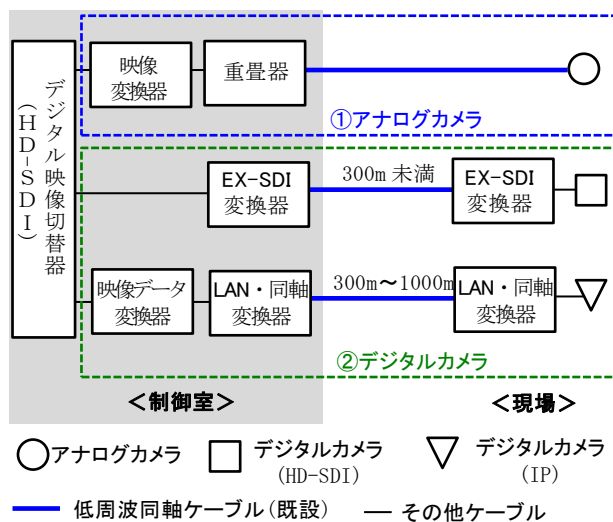 デジタル映像切替器
(HD-SDI)
映像
変換器
重畳器
①アナログカメラ
EX-SDI
変換器
300m 未満
EX-SDI
変換器
映像データ
変換器
LAN・同軸
変換器
300m～1000m
LAN・同軸
変換器
②デジタルカメラ
＜制御室＞
＜現場＞
アナログカメラ
デジタルカメラ
(HD-SDI)
デジタルカメラ
(IP)
低周波同軸ケーブル(既設)
その他ケーブル